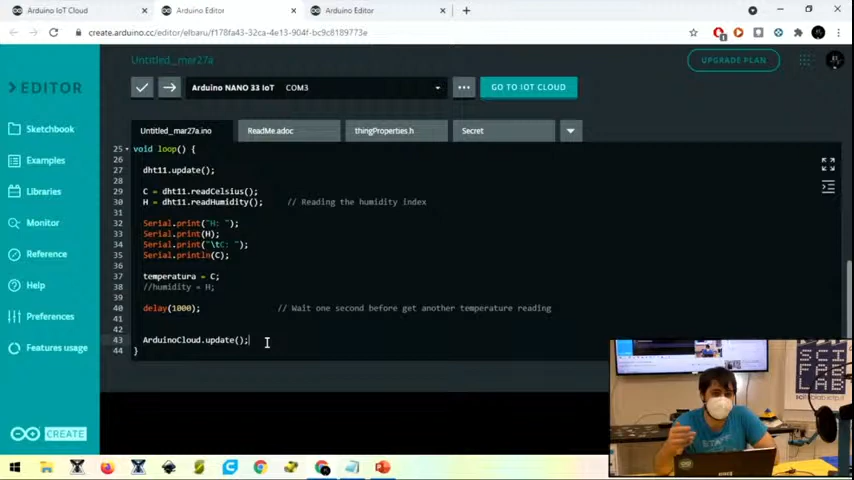 Arduino IoT Cloud
Arduino Editor
Arduino Editor
create.arduino.cc/editor/elbaru/f178fa43-32ca-4e13-904f-bc9c8189773e
EDITOR
Untitled_mar27a
UPGRADE PLAN
Arduino NANO 33 IoT COM3
GO TO IOT CLOUD
Sketchbook
Examples
Libraries
Monitor
Reference
Help
Preferences
Features usage
CREATE
Untitled_mar27a.ino
ReadMe.adoc
thingProperties.h
Secret
25 void loop() {
26
27 dht11.update();
28
29 C = dht11.readCelsius();
30 H = dht11.readHumidity(); // Reading the humidity index
31
32 Serial.print("H: ");
33 Serial.print(H);
34 Serial.print("\tC: ");
35 Serial.println(C);
36
37 temperatura = C;
38 //humidity = H;
39
40 delay(1000); // Wait one second before get another temperature reading
41
42
43 ArduinoCloud.update();
44 }
SCI
FAB
LAB
STAFF